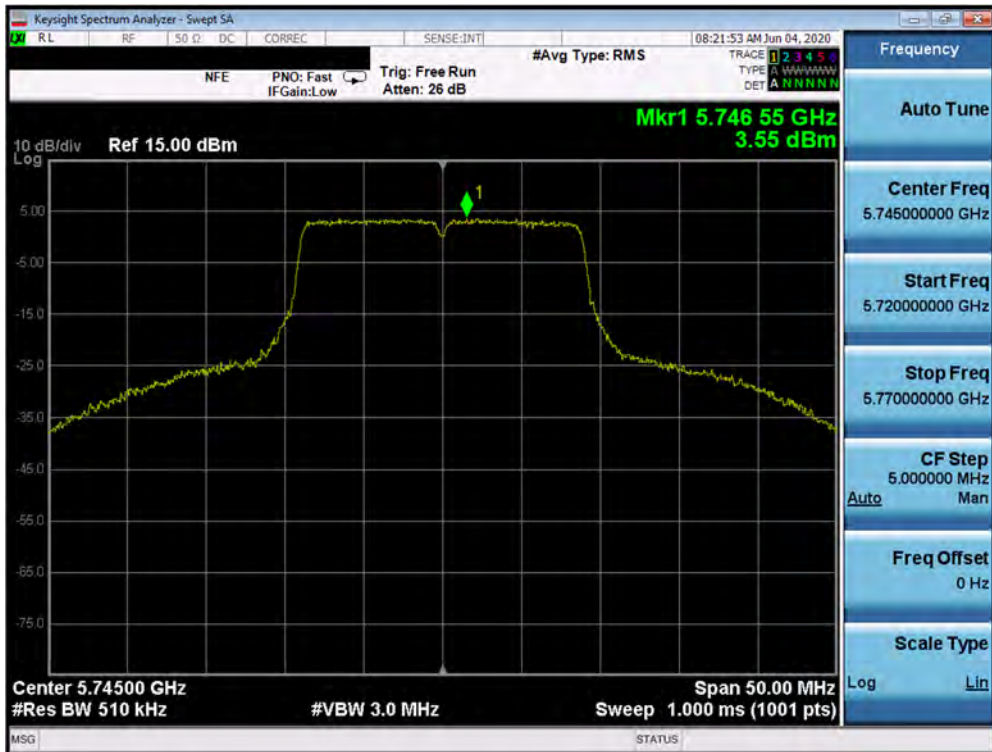 Keysight Spectrum Analyzer - Swept SA
LXI RL RF 50 Ω DC CORREC SENSE:INT 08:21:53 AM Jun 04, 2020
#Avg Type: RMS
TRACE 1 2 3 4 5 6
TYPE A WWWWW
DET A N N N N N
NFE
PNO: Fast
IFGain:Low
Trig: Free Run
Atten: 26 dB
Mkr1 5.746 55 GHz
3.55 dBm
10 dB/div
Log
Ref 15.00 dBm
1
5.00
-5.00
-15.0
-25.0
-35.0
-45.0
-55.0
-65.0
-75.0
Center 5.74500 GHz
Span 50.00 MHz
#Res BW 510 kHz
#VBW 3.0 MHz
Sweep 1.000 ms (1001 pts)
MSG
STATUS
Frequency
Auto Tune
Center Freq
5.745000000 GHz
Start Freq
5.720000000 GHz
Stop Freq
5.770000000 GHz
CF Step
5.000000 MHz
Auto Man
Freq Offset
0 Hz
Scale Type
Log Lin